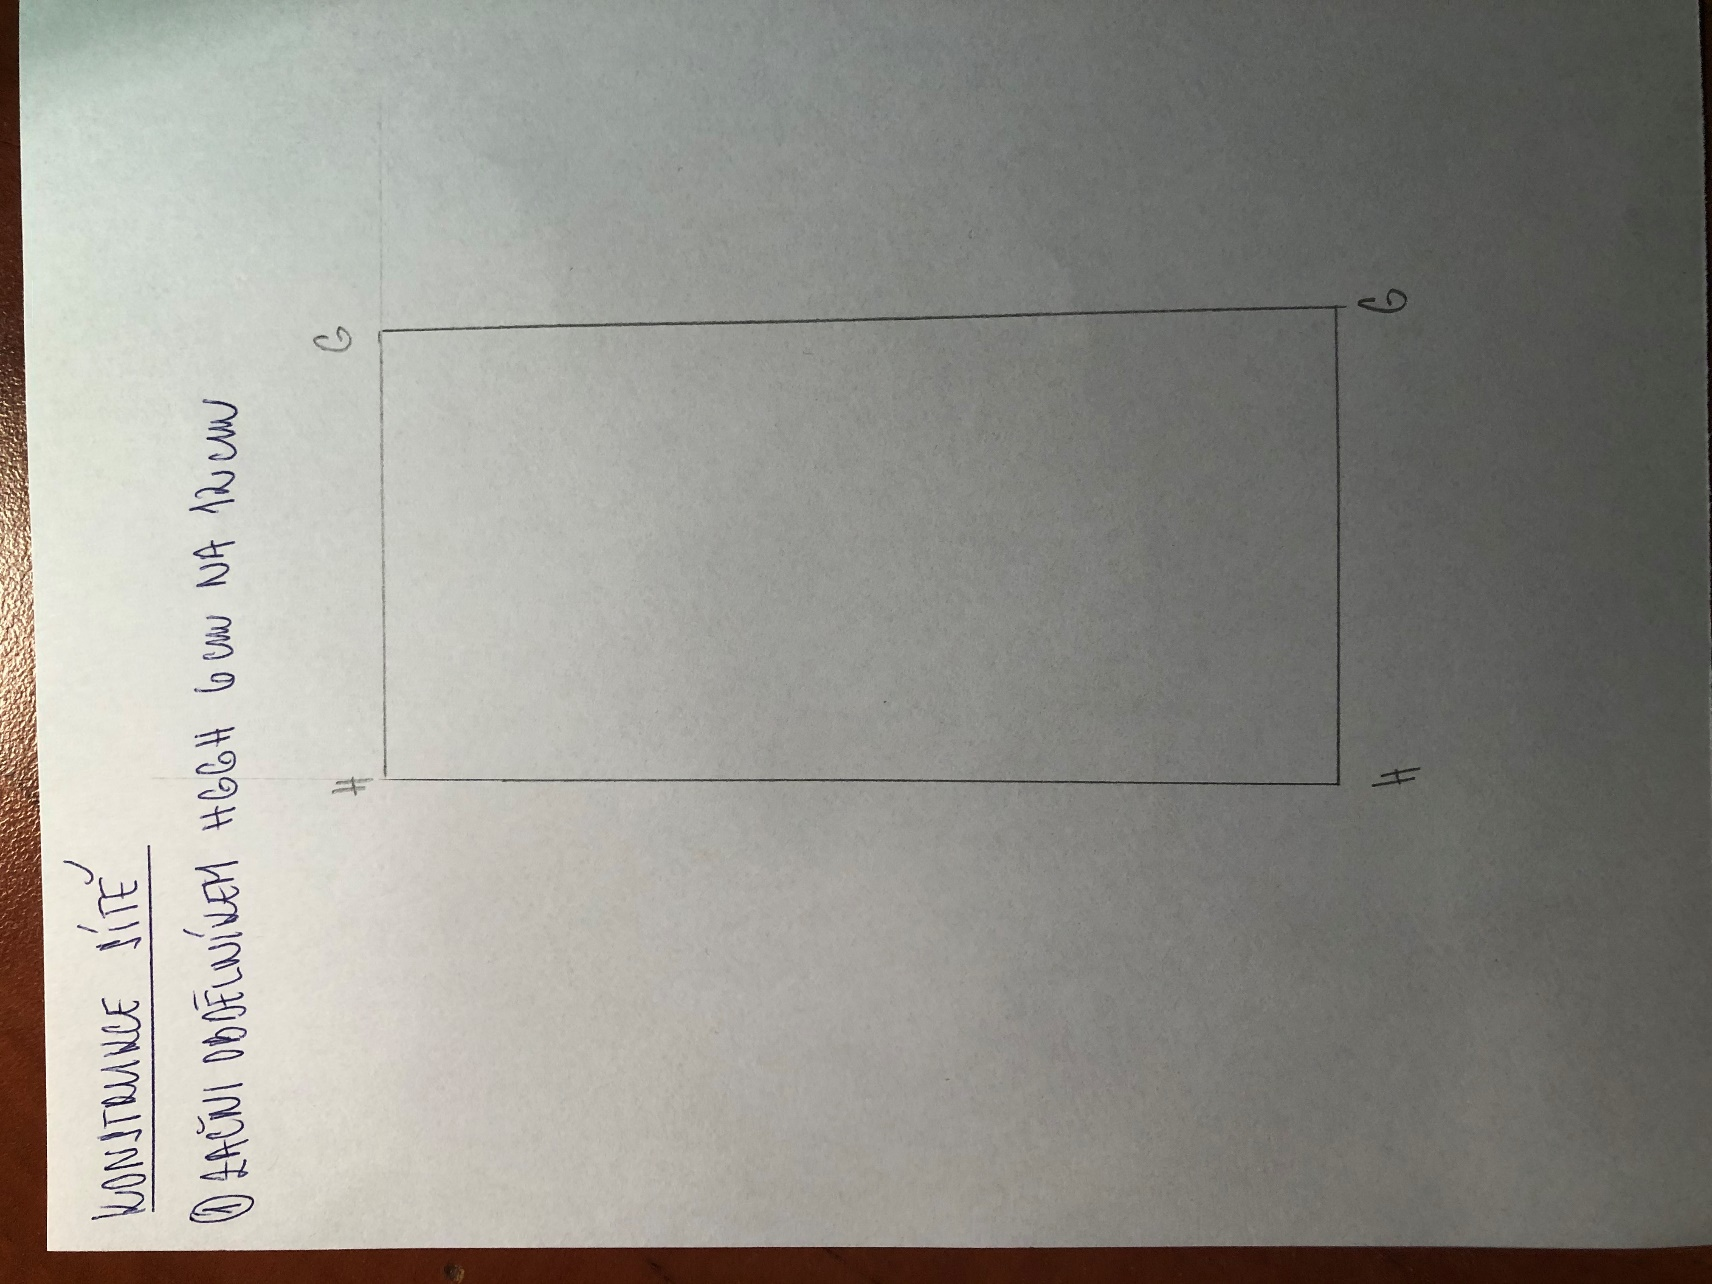 KONSTRUKCE SÍTĚ
① ZAČNI OBDÉLNÍKEM HGGH 6 cm NA 12 cm
H G
H G